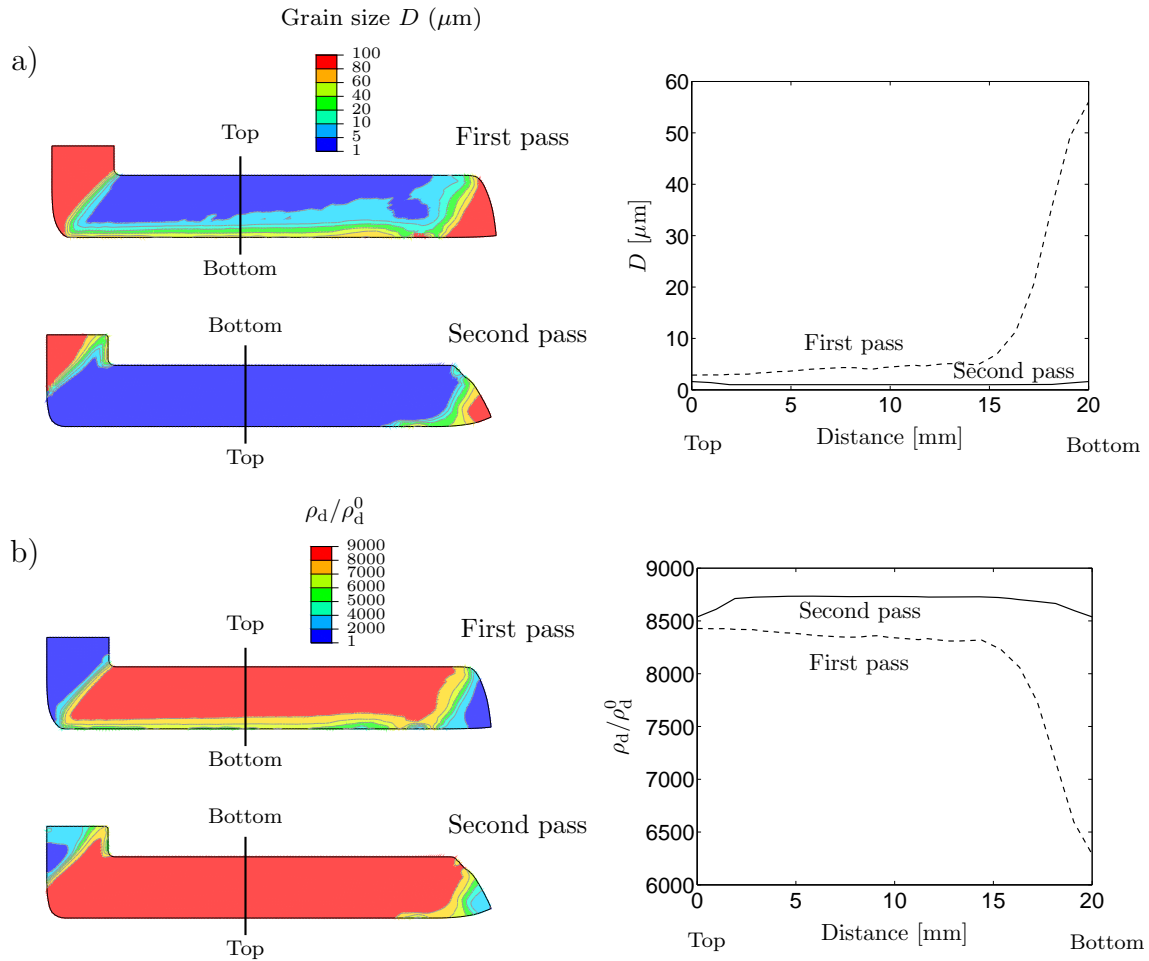 Grain size D (μm)
a)
100
80
60
40
20
10
5
1
Top
First pass
Bottom
Bottom
Second pass
Top
60
50
40
30
20
10
0
D [μm]
First pass
Second pass
0
5
10
15
20
Top
Distance [mm]
Bottom
ρd/ρd0
b)
9000
8000
7000
6000
5000
4000
2000
1
Top
First pass
Bottom
Bottom
Second pass
Top
9000
8500
8000
7500
7000
6500
6000
ρd/ρd0
Second pass
First pass
0
5
10
15
20
Top
Distance [mm]
Bottom